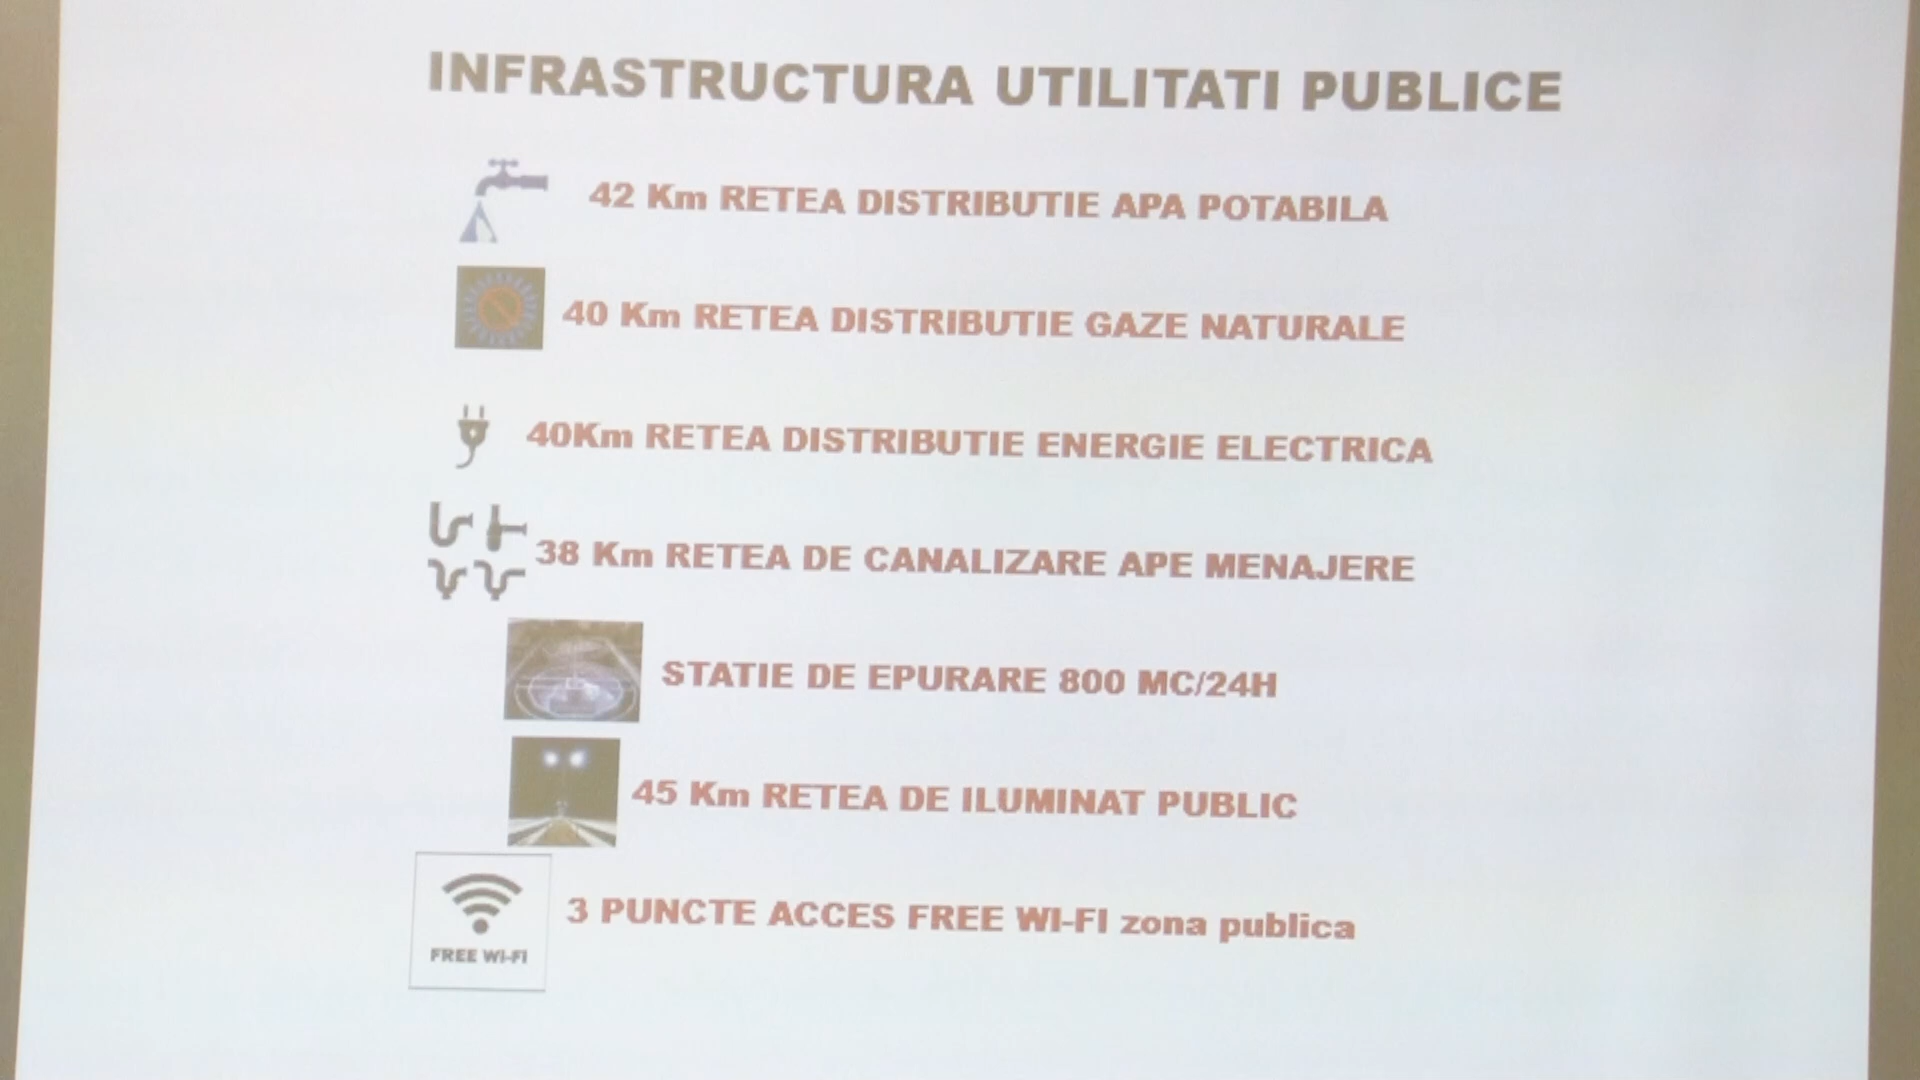 INFRASTRUCTURA UTILITATI PUBLICE
42 Km RETEA DISTRIBUTIE APA POTABILA
40 Km RETEA DISTRIBUTIE GAZE NATURALE
40Km RETEA DISTRIBUTIE ENERGIE ELECTRICA
38 Km RETEA DE CANALIZARE APE MENAJERE
STATIE DE EPURARE 800 MC/24H
45 Km RETEA DE ILUMINAT PUBLIC
3 PUNCTE ACCES FREE WI-FI zona publica
FREE WI-FI